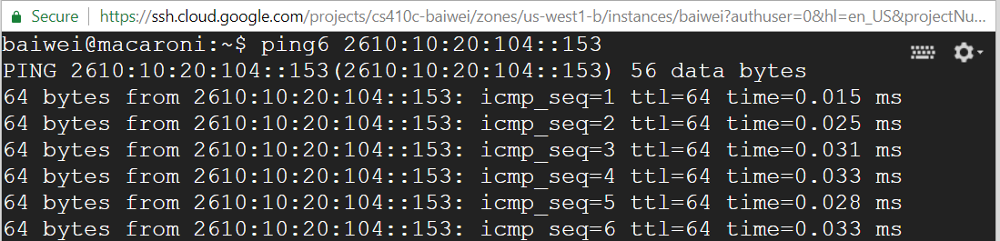 Secure https://ssh.cloud.google.com/projects/cs410c-baiwei/zones/us-west1-b/instances/baiwei?authuser=0&hl=en_US&projectNu...
baiwei@macaroni:~$ ping6 2610:10:20:104::153
PING 2610:10:20:104::153(2610:10:20:104::153) 56 data bytes
64 bytes from 2610:10:20:104::153: icmp_seq=1 ttl=64 time=0.015 ms
64 bytes from 2610:10:20:104::153: icmp_seq=2 ttl=64 time=0.025 ms
64 bytes from 2610:10:20:104::153: icmp_seq=3 ttl=64 time=0.031 ms
64 bytes from 2610:10:20:104::153: icmp_seq=4 ttl=64 time=0.033 ms
64 bytes from 2610:10:20:104::153: icmp_seq=5 ttl=64 time=0.028 ms
64 bytes from 2610:10:20:104::153: icmp_seq=6 ttl=64 time=0.033 ms